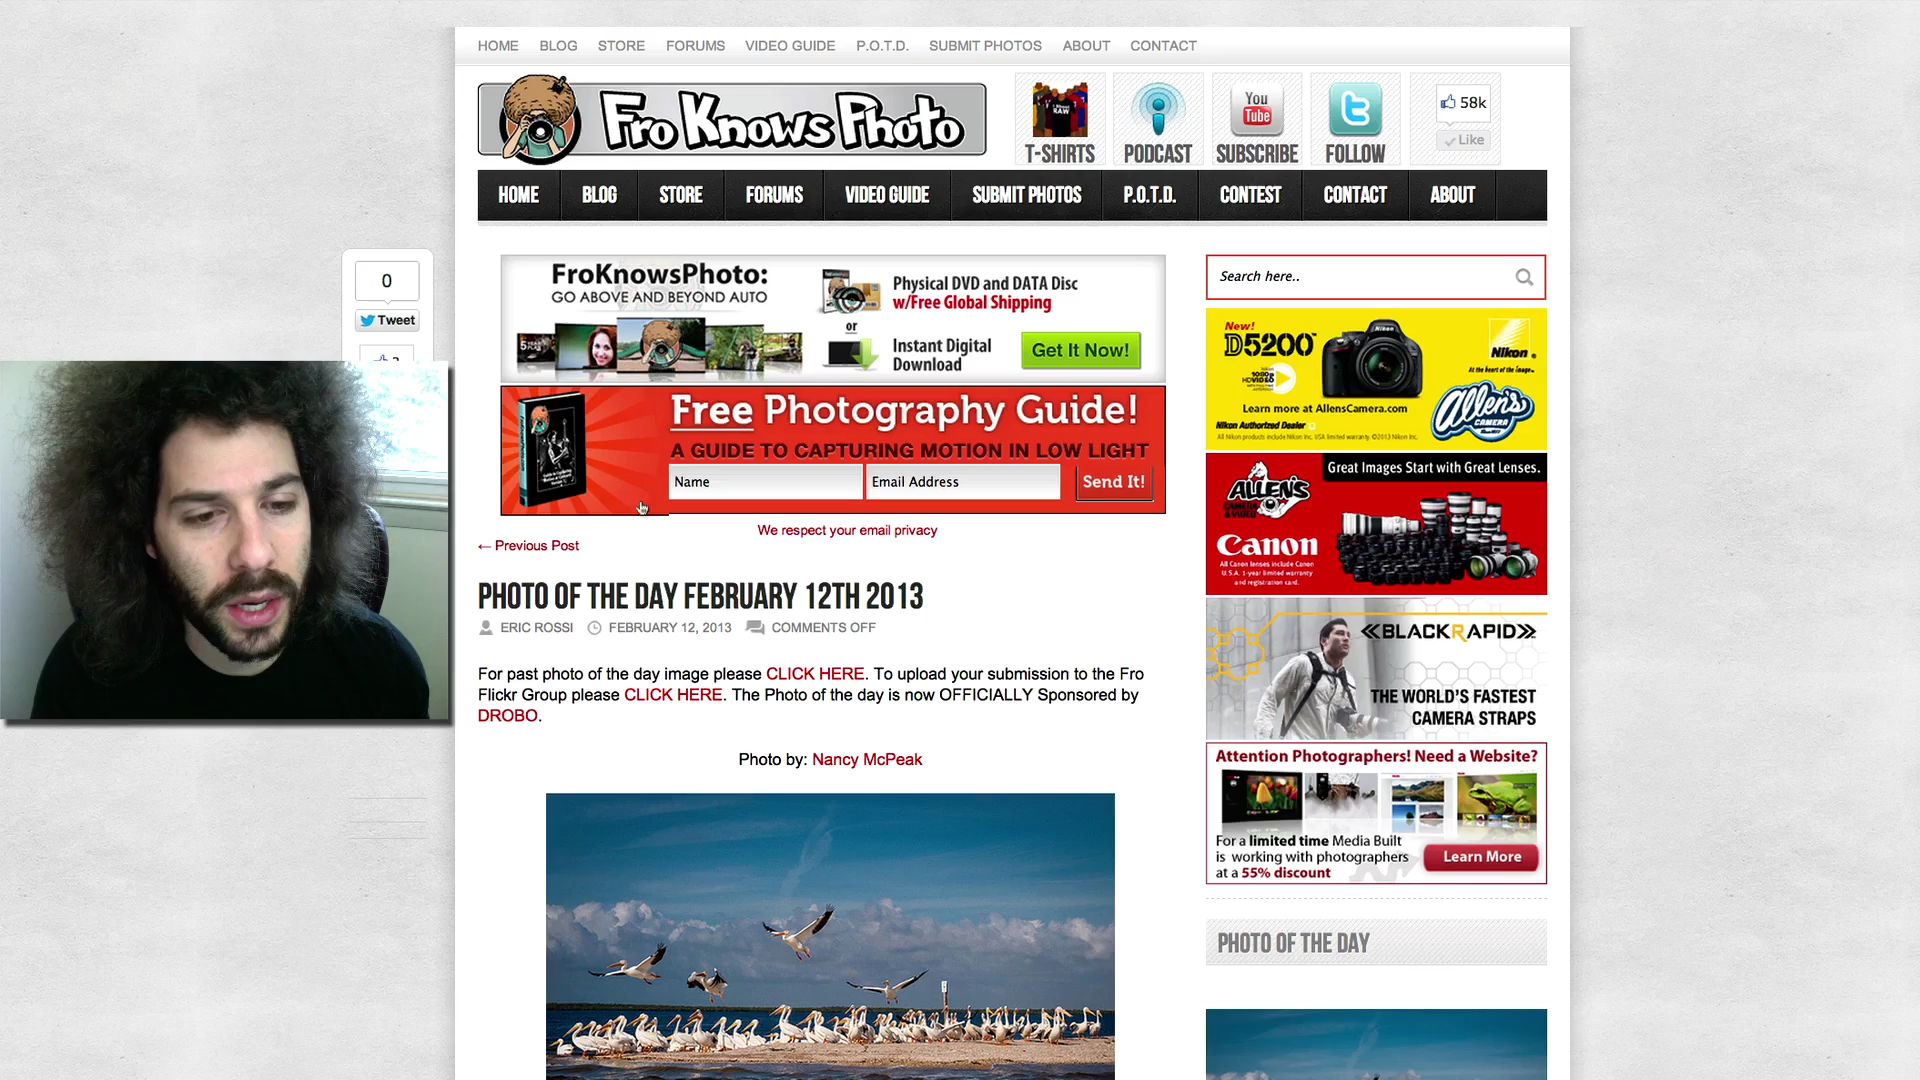 HOME BLOG STORE FORUMS VIDEO GUIDE P.O.T.D. SUBMIT PHOTOS ABOUT CONTACT
FRO KNOWS PHOTO
T-SHIRTS PODCAST SUBSCRIBE FOLLOW
You
Tube
RAW
58k
Like
HOME BLOG STORE FORUMS VIDEO GUIDE SUBMIT PHOTOS P.O.T.D. CONTEST CONTACT ABOUT
0
Tweet
FroKnowsPhoto:
GO ABOVE AND BEYOND AUTO
Physical DVD and DATA Disc
w/Free Global Shipping
or
Instant Digital
Download
Get It Now!
Free Photography Guide!
A GUIDE TO CAPTURING MOTION IN LOW LIGHT
Name
Email Address
Send It!
We respect your email privacy
← Previous Post
PHOTO OF THE DAY FEBRUARY 12TH 2013
ERIC ROSSI FEBRUARY 12, 2013 COMMENTS OFF
For past photo of the day image please CLICK HERE. To upload your submission to the Fro
Flickr Group please CLICK HERE. The Photo of the day is now OFFICIALLY Sponsored by
DROBO.
Photo by: Nancy McPeak
Search here..
New!
D5200™
Nikon
At the heart of the image.™
Learn more at AllensCamera.com
Nikon Authorized Dealer
All Nikon products include Nikon Inc. USA limited warranty. ©2013 Nikon Inc.
Allen's
CAMERA
Great Images Start with Great Lenses.
ALLEN'S
CAMERA & VIDEO
Canon
All Canon lenses include Canon
U.S.A. 1-year limited warranty
and registration card.
BLACKRAPID
THE WORLD'S FASTEST
CAMERA STRAPS
Attention Photographers! Need a Website?
For a limited time Media Built
is working with photographers
at a 55% discount
Learn More
PHOTO OF THE DAY